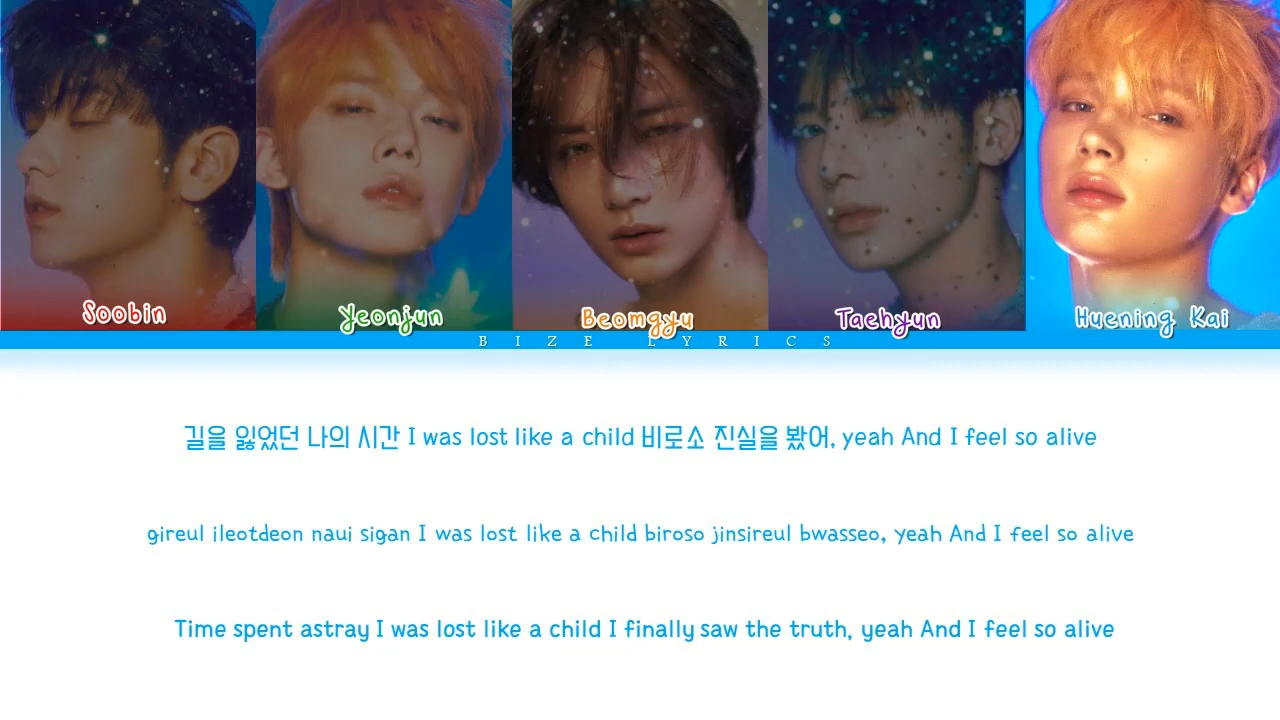 Soobin
Yeonjun
Beomgyu
Taehyun
Huening Kai
BIZE LYRICS
길을 잃었던 나의 시간 I was lost like a child 비로소 진실을 봤어, yeah And I feel so alive
gireul ileotdeon naui sigan I was lost like a child biroso jinsireul bwasseo, yeah And I feel so alive
Time spent astray I was lost like a child I finally saw the truth, yeah And I feel so alive